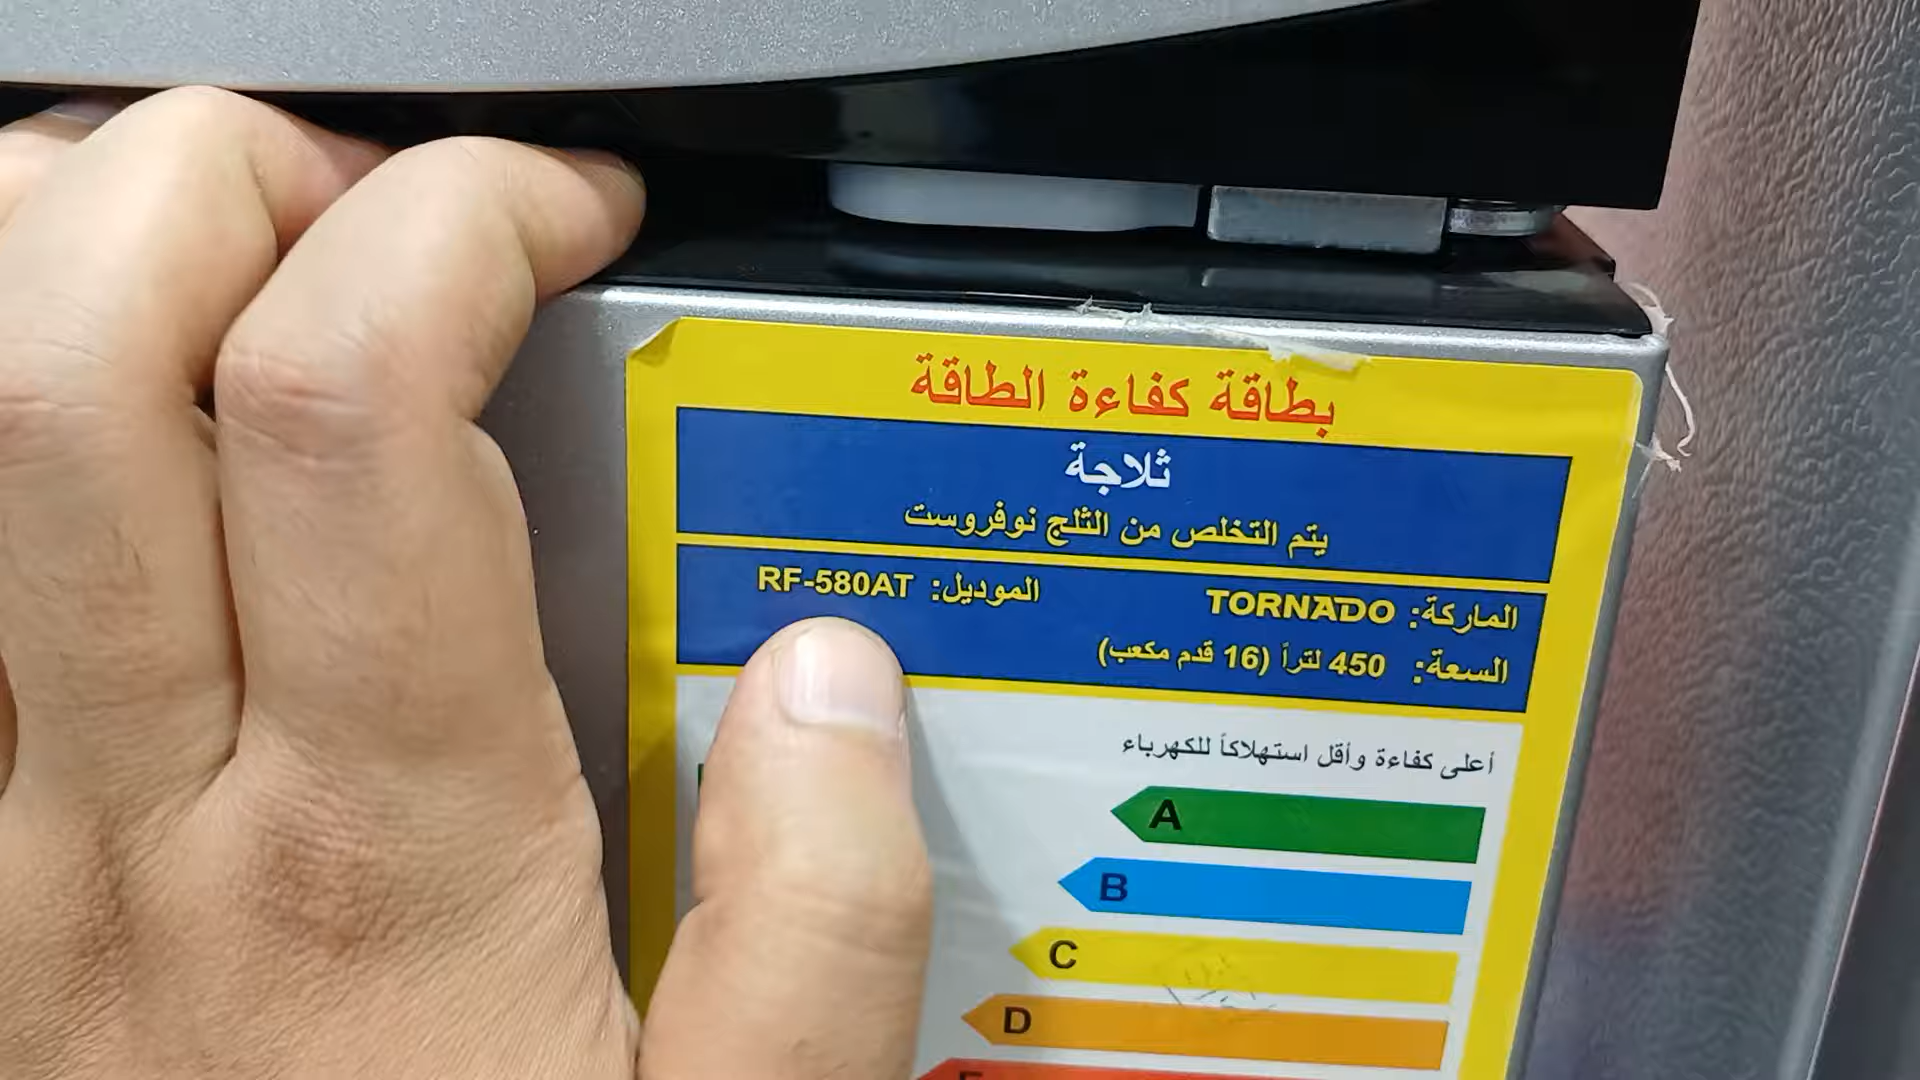 بطاقة كفاءة الطاقة
ثلاجة
يتم التخلص من الثلج نوفروست
الماركة: TORNADO الموديل: RF-580AT
السعة: 450 لتراً (16 قدم مكعب)
أعلى كفاءة وأقل استهلاكاً للكهرباء
A
B
C
D
E